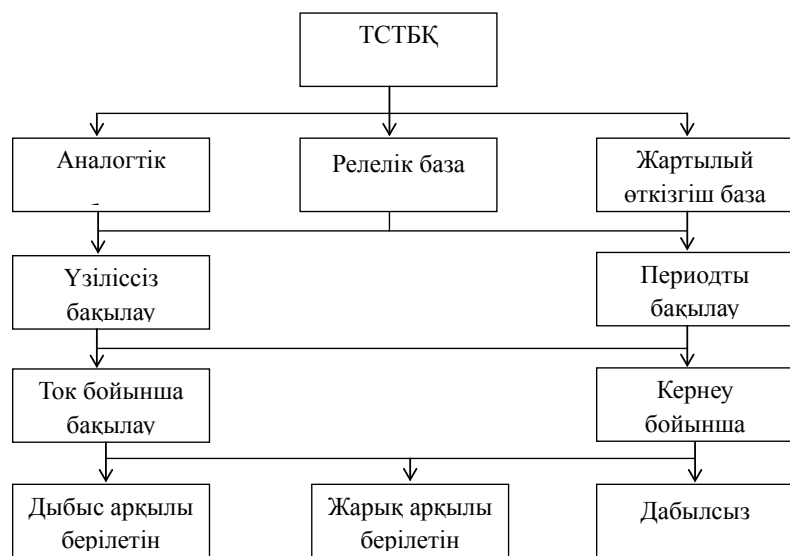 ТСТБҚ
Аналогтік
Релелік база
Жартылый
өткізгіш база
Үзіліссіз
бақылау
Периодты
бақылау
Ток бойынша
бақылау
Кернеу
бойынша
Дыбыс арқылы
берілетін
Жарық арқылы
берілетін
Дабылсыз